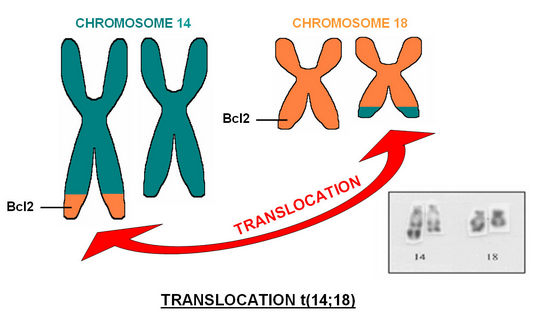 CHROMOSOME 14
CHROMOSOME 18
Bcl2
Bcl2
TRANSLOCATION
14
18
TRANSLOCATION t(14;18)